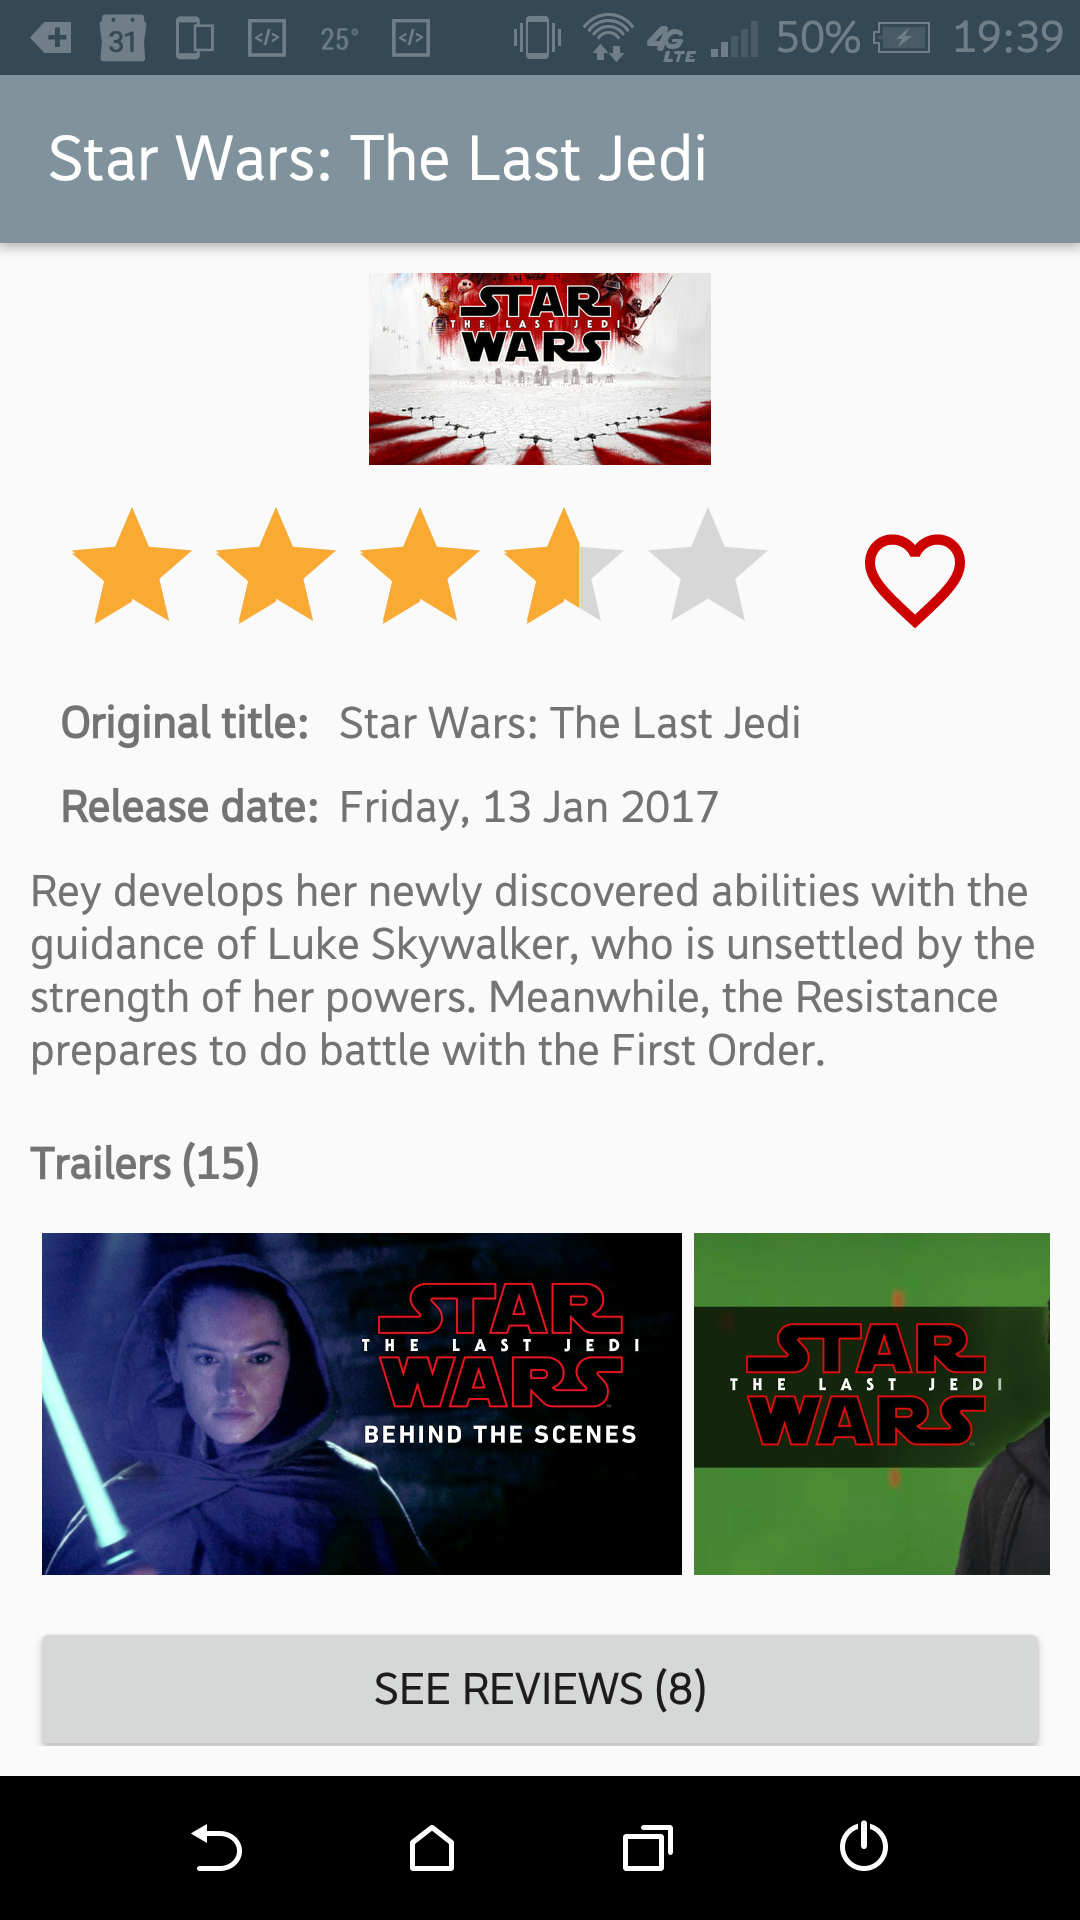 31 </> 25° </> 4G LTE 50% 19:39
Star Wars: The Last Jedi
STAR
THE LAST JEDI
WARS
Original title: Star Wars: The Last Jedi
Release date: Friday, 13 Jan 2017
Rey develops her newly discovered abilities with the
guidance of Luke Skywalker, who is unsettled by the
strength of her powers. Meanwhile, the Resistance
prepares to do battle with the First Order.
Trailers (15)
STAR
THE LAST JEDI
WARS
BEHIND THE SCENES
STAR
THE LAST JEDI
WARS
SEE REVIEWS (8)